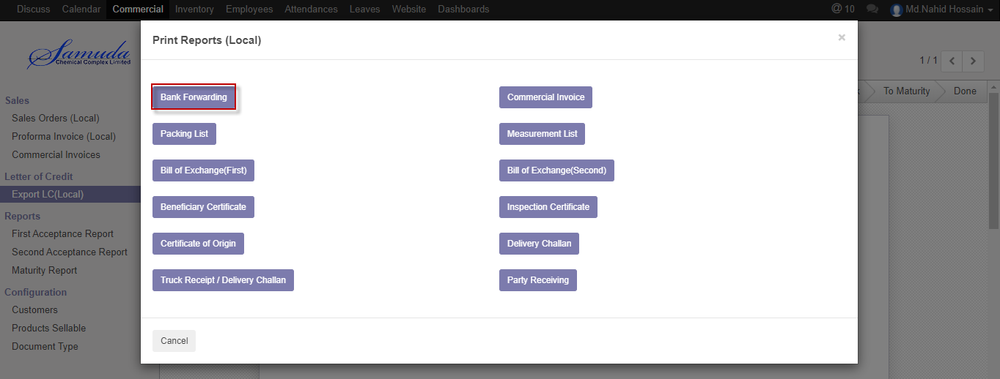 Discuss Calendar Commercial Inventory Employees Attendances Leaves Website Dashboards @ 10 Md.Nahid Hossain
Samuda
Chemical Complex Limited
Sales
Sales Orders (Local)
Proforma Invoice (Local)
Commercial Invoices
Letter of Credit
Export LC(Local)
Reports
First Acceptance Report
Second Acceptance Report
Maturity Report
Configuration
Customers
Products Sellable
Document Type
Print Reports (Local) ×
Bank Forwarding Commercial Invoice
Packing List Measurement List
Bill of Exchange(First) Bill of Exchange(Second)
Beneficiary Certificate Inspection Certificate
Certificate of Origin Delivery Challan
Truck Receipt / Delivery Challan Party Receiving
Cancel
1 / 1
To Maturity Done